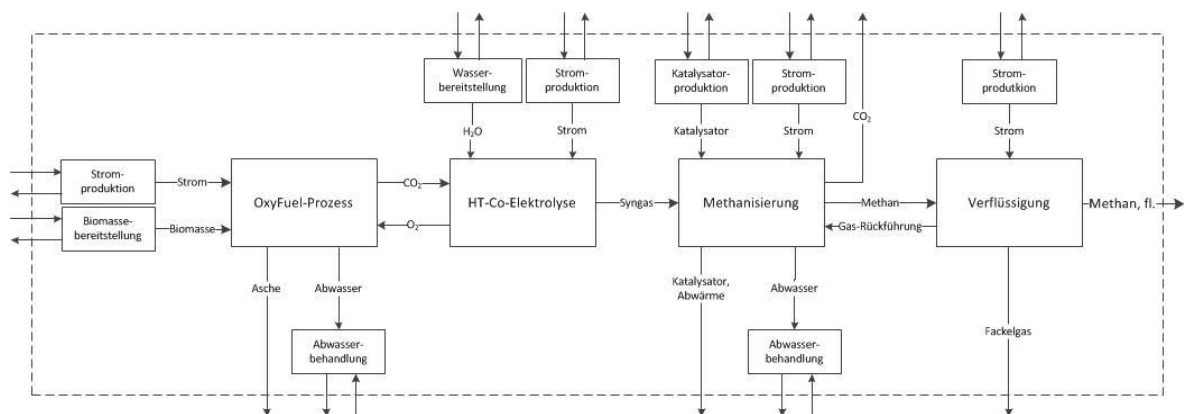 Wasser-
bereitstellung
Strom-
produktion
Katalysator-
produktion
Strom-
produktion
Strom-
produtkion
CO₂
H₂O
Strom
Katalysator
Strom
Strom
Strom-
produktion
Strom
OxyFuel-Prozess
CO₂
O₂
HT-Co-Elektrolyse
Syngas
Methanisierung
Methan
Gas-Rückführung
Verflüssigung
Methan, fl.
Biomasse-
bereitstellung
Biomasse
Asche
Abwasser
Katalysator,
Abwärme
Abwasser
Fackelgas
Abwasser-
behandlung
Abwasser-
behandlung